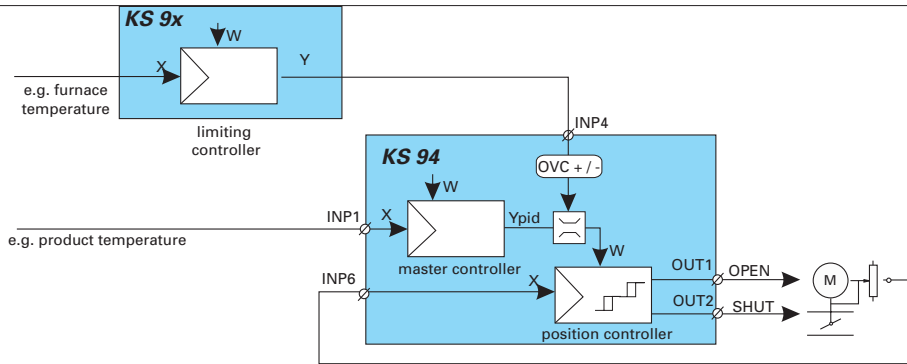 KS 9x
W
X
Y
e.g. furnace
temperature
limiting
controller
INP4
KS 94
OVC + / -
W
INP1
X
Ypid
e.g. product temperature
master controller
W
INP6
X
OUT1
OPEN
M
OUT2
SHUT
position controller